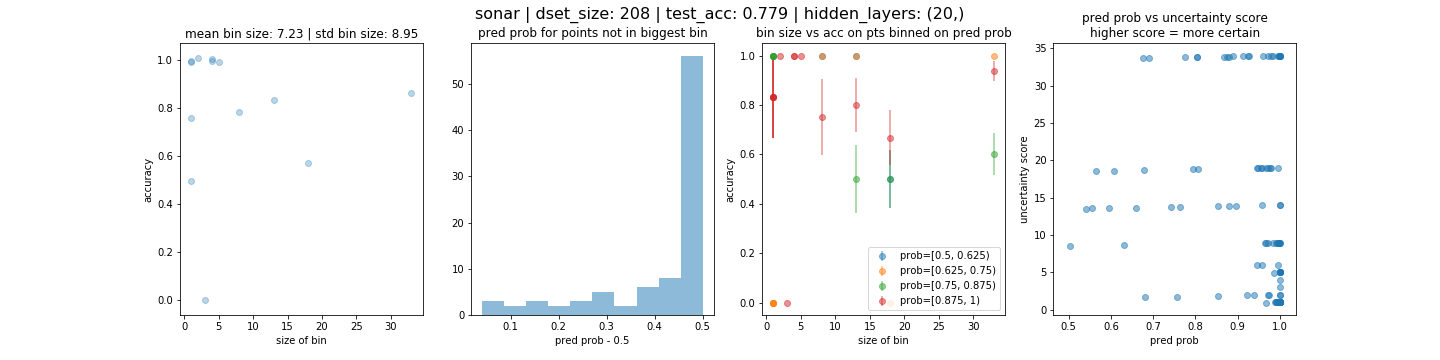 sonar | dset_size: 208 | test_acc: 0.779 | hidden_layers: (20,)
mean bin size: 7.23 | std bin size: 8.95
accuracy
1.0
0.8
0.6
0.4
0.2
0.0
0 5 10 15 20 25 30
size of bin
pred prob for points not in biggest bin
50
40
30
20
10
0
0.1 0.2 0.3 0.4 0.5
pred prob - 0.5
bin size vs acc on pts binned on pred prob
accuracy
1.0
0.8
0.6
0.4
0.2
0.0
prob=[0.5, 0.625)
prob=[0.625, 0.75)
prob=[0.75, 0.875)
prob=[0.875, 1)
0 5 10 15 20 25 30
size of bin
pred prob vs uncertainty score
higher score = more certain
uncertainty score
35
30
25
20
15
10
5
0
0.5 0.6 0.7 0.8 0.9 1.0
pred prob